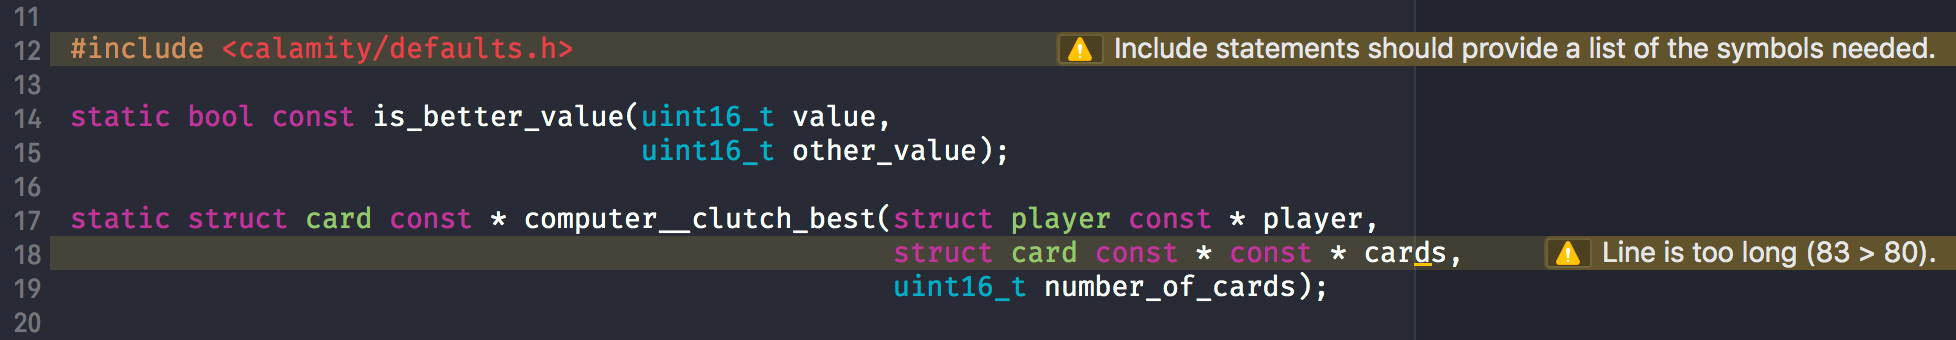 11
12 #include <calamity/defaults.h> Include statements should provide a list of the symbols needed.
13
14 static bool const is_better_value(uint16_t value,
15 uint16_t other_value);
16
17 static struct card const * computer__clutch_best(struct player const * player,
18 struct card const * const * cards, Line is too long (83 > 80).
19 uint16_t number_of_cards);
20